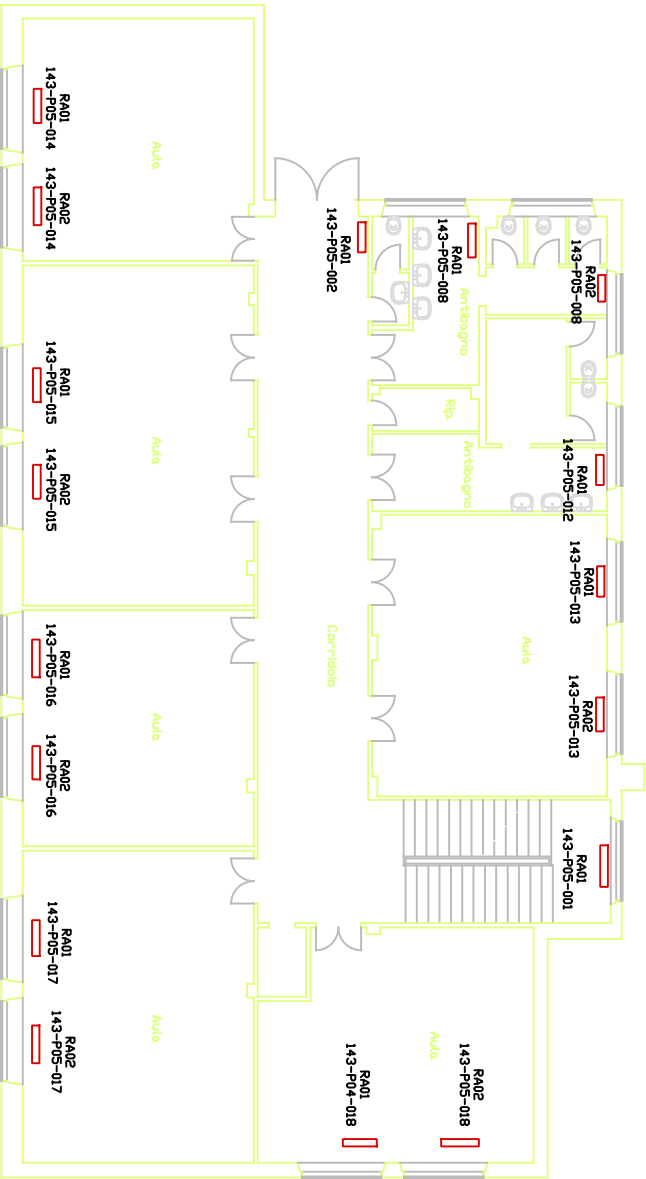 RA01
143-P05-014
RA02
143-P05-014
Aula
RA01
143-P05-002
RA01
143-P05-008
Antibagno
RA02
143-P05-008
RA01
143-P05-015
RA02
143-P05-015
Aula
Rip.
Antibagno
RA01
143-P05-012
RA01
143-P05-013
RA02
143-P05-013
Aula
Corridoio
RA01
143-P05-016
RA02
143-P05-016
Aula
RA01
143-P05-001
RA01
143-P05-017
RA02
143-P05-017
Aula
Aula
RA01
143-P04-018
RA02
143-P05-018